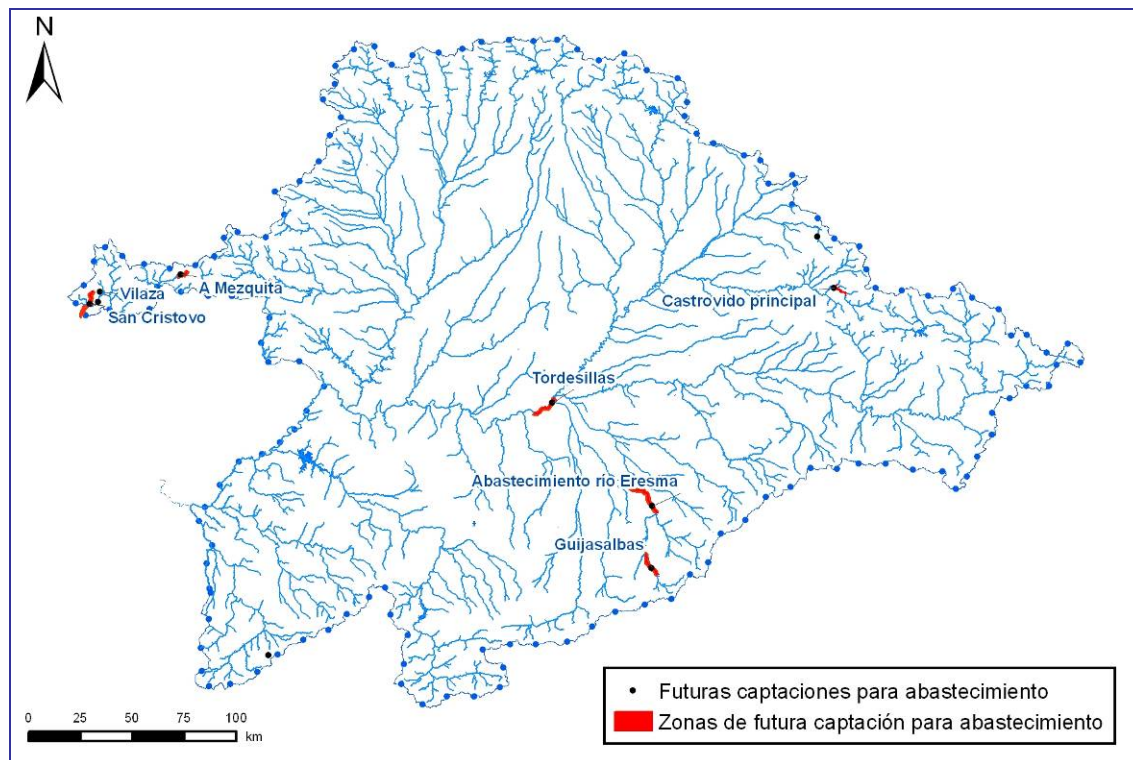 N
A Mezquita
Vilaza
San Cristovo
Castrovido principal
Tordesillas
Abastecimiento río Eresma
Guijasalbas
0 25 50 75 100
km
Futuras captaciones para abastecimiento
Zonas de futura captación para abastecimiento